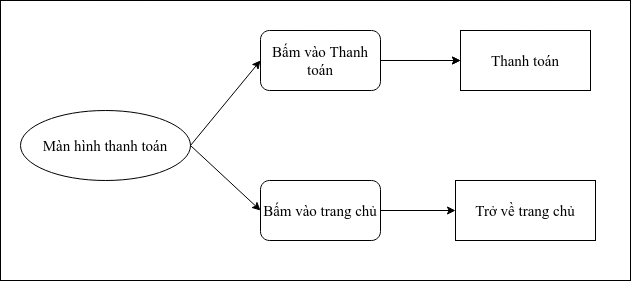 Bấm vào Thanh
toán
Thanh toán
Màn hình thanh toán
Bấm vào trang chủ
Trở về trang chủ